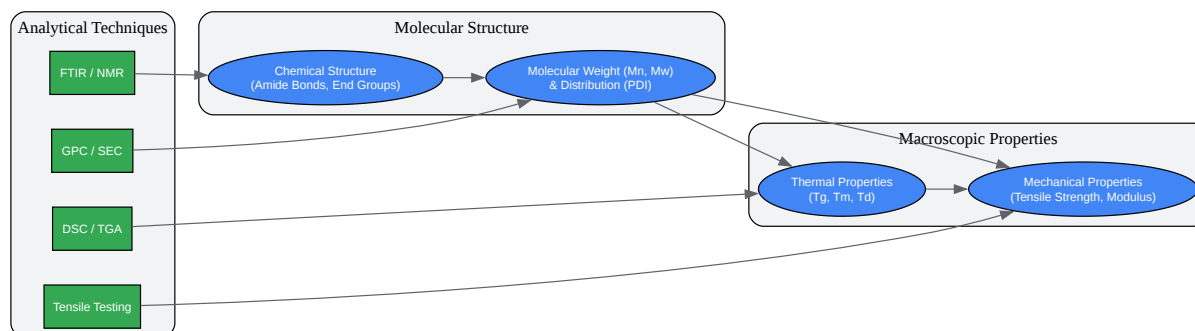 Analytical Techniques
FTIR / NMR
GPC / SEC
DSC / TGA
Tensile Testing
Molecular Structure
Chemical Structure
(Amide Bonds, End Groups)
Molecular Weight (Mn, Mw)
& Distribution (PDI)
Macroscopic Properties
Thermal Properties
(Tg, Tm, Td)
Mechanical Properties
(Tensile Strength, Modulus)